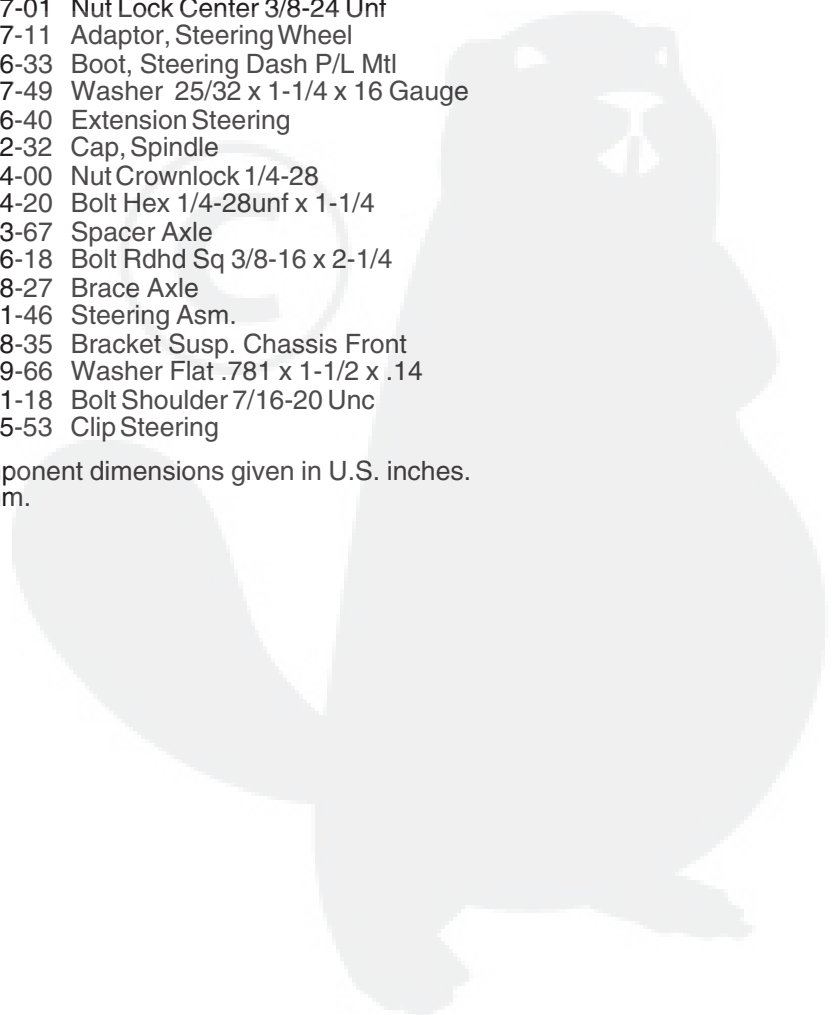 7-01 Nut Lock Center 3/8-24 Unf
7-11 Adaptor, Steering Wheel
6-33 Boot, Steering Dash P/L Mtl
7-49 Washer 25/32 x 1-1/4 x 16 Gauge
6-40 Extension Steering
2-32 Cap, Spindle
4-00 Nut Crownlock 1/4-28
4-20 Bolt Hex 1/4-28unf x 1-1/4
3-67 Spacer Axle
6-18 Bolt Rdhd Sq 3/8-16 x 2-1/4
8-27 Brace Axle
1-46 Steering Asm.
8-35 Bracket Susp. Chassis Front
9-66 Washer Flat .781 x 1-1/2 x .14
1-18 Bolt Shoulder 7/16-20 Unc
5-53 Clip Steering
ponent dimensions given in U.S. inches.
m.
©